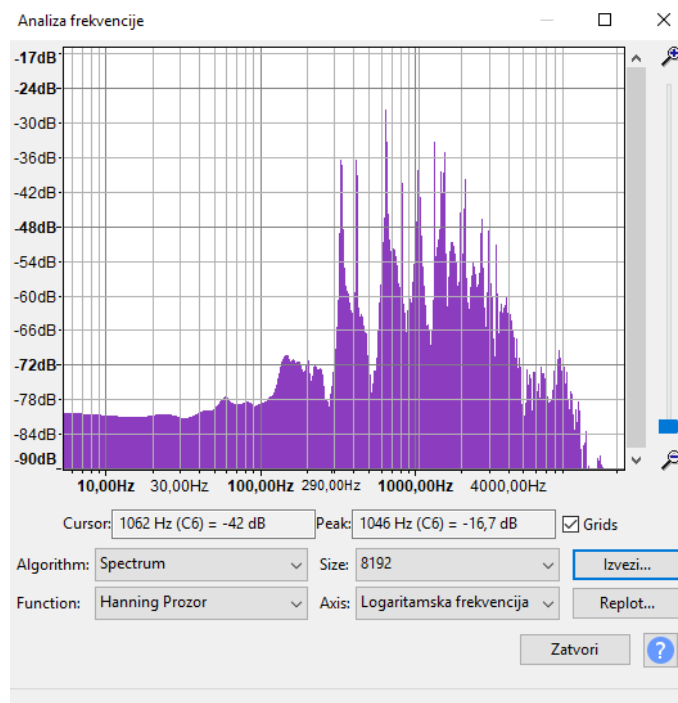 Analiza frekvencije
-17dB
-24dB
-30dB
-36dB
-42dB
-48dB
-54dB
-60dB
-66dB
-72dB
-78dB
-84dB
-90dB
10,00Hz 30,00Hz 100,00Hz 290,00Hz 1000,00Hz 4000,00Hz
Cursor: 1062 Hz (C6) = -42 dB Peak: 1046 Hz (C6) = -16,7 dB Grids
Algorithm: Spectrum Size: 8192 Izvezi...
Function: Hanning Prozor Axis: Logaritamska frekvencija Replot...
Zatvori ?